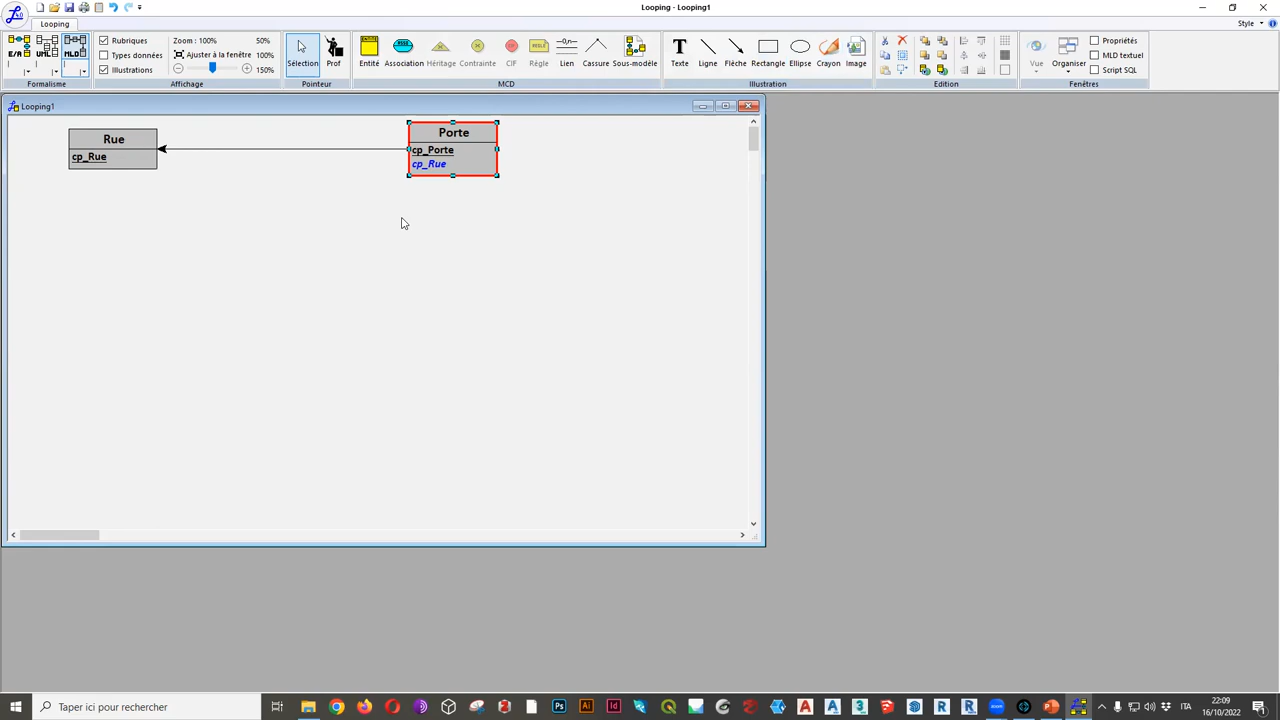 Looping - Looping1
Looping
Style
Rubriques
Types données
Illustrations
Zoom : 100% 50%
Ajuster à la fenêtre 100%
150%
E/A
UML
MLD
Sélection
Prof
Entité
Association
Héritage
Contrainte
CIF
Règle
Lien
Cassure
Sous-modèle
Texte
Ligne
Flèche
Rectangle
Ellipse
Crayon
Image
Vue
Organiser
Propriétés
MLD textuel
Script SQL
Formalisme
Affichage
Pointeur
MCD
Illustration
Edition
Fenêtres
Looping1
Rue
cp_Rue
Porte
cp_Porte
cp_Rue
Taper ici pour rechercher
ITA
22:09
16/10/2022